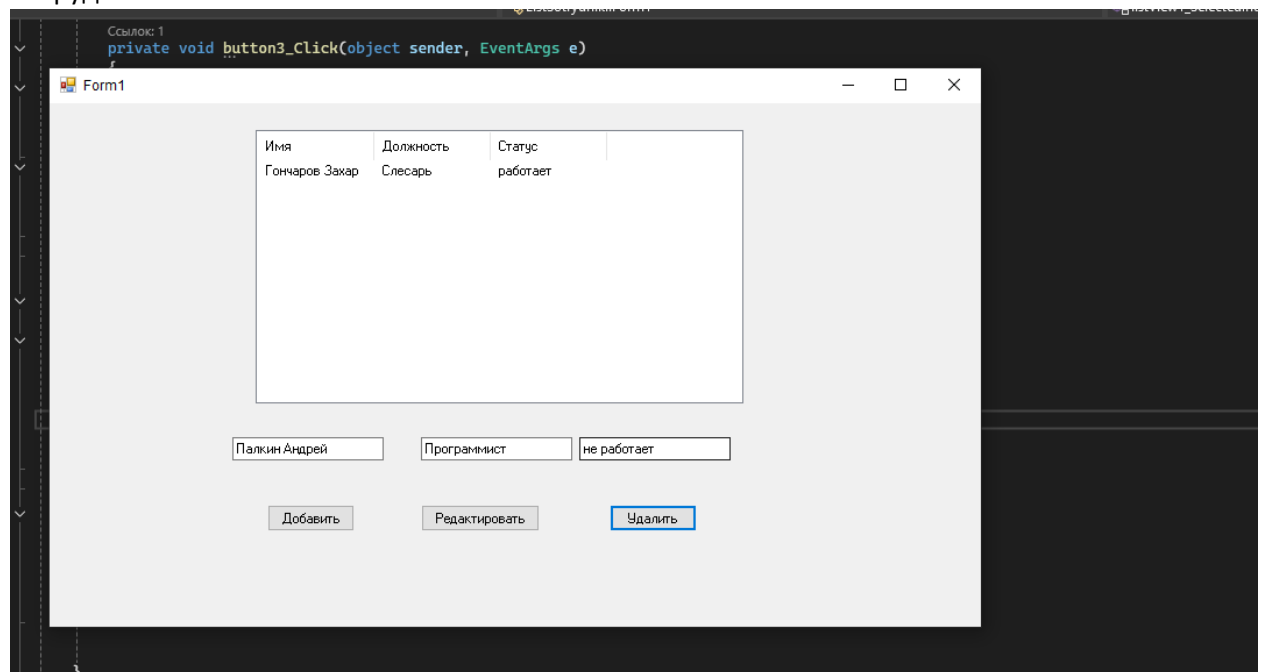 Ссылок: 1
private void button3_Click(object sender, EventArgs e)
{
Form1
Имя Должность Статус
Гончаров Захар Слесарь работает
Палкин Андрей Программист не работает
Добавить Редактировать Удалить
}